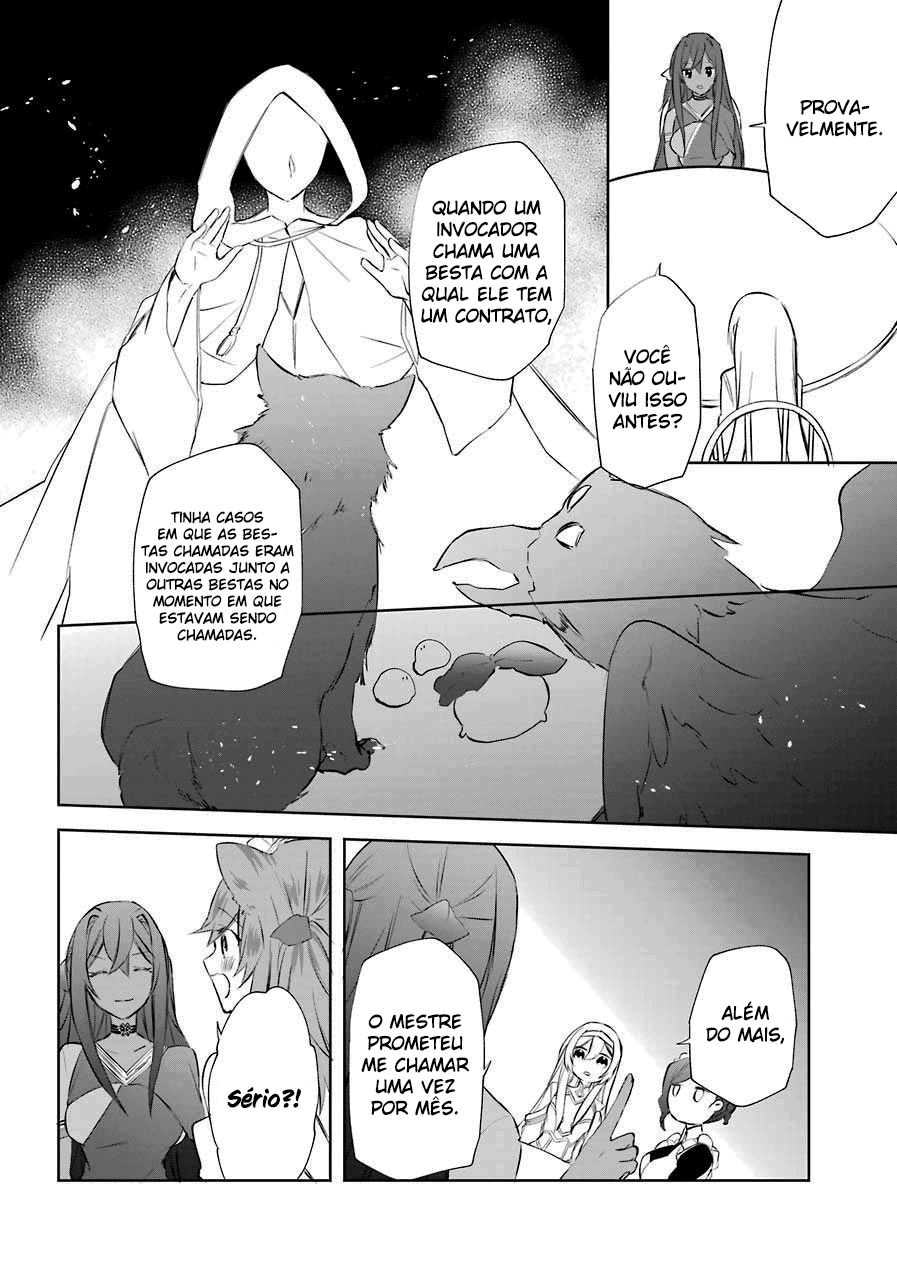 PROVA-
VELMENTE.
VOCÊ
NÃO OU-
VIU ISSO
ANTES?
QUANDO UM
INVOCADOR
CHAMA UMA
BESTA COM A
QUAL ELE TEM
UM CONTRATO,
TINHA CASOS
EM QUE AS BES-
TAS CHAMADAS ERAM
INVOCADAS JUNTO A
OUTRAS BESTAS NO
MOMENTO EM QUE
ESTAVAM SENDO
CHAMADAS.
ALÉM
DO MAIS,
O MESTRE
PROMETEU
ME CHAMAR
UMA VEZ
POR MÊS.
Sério?!